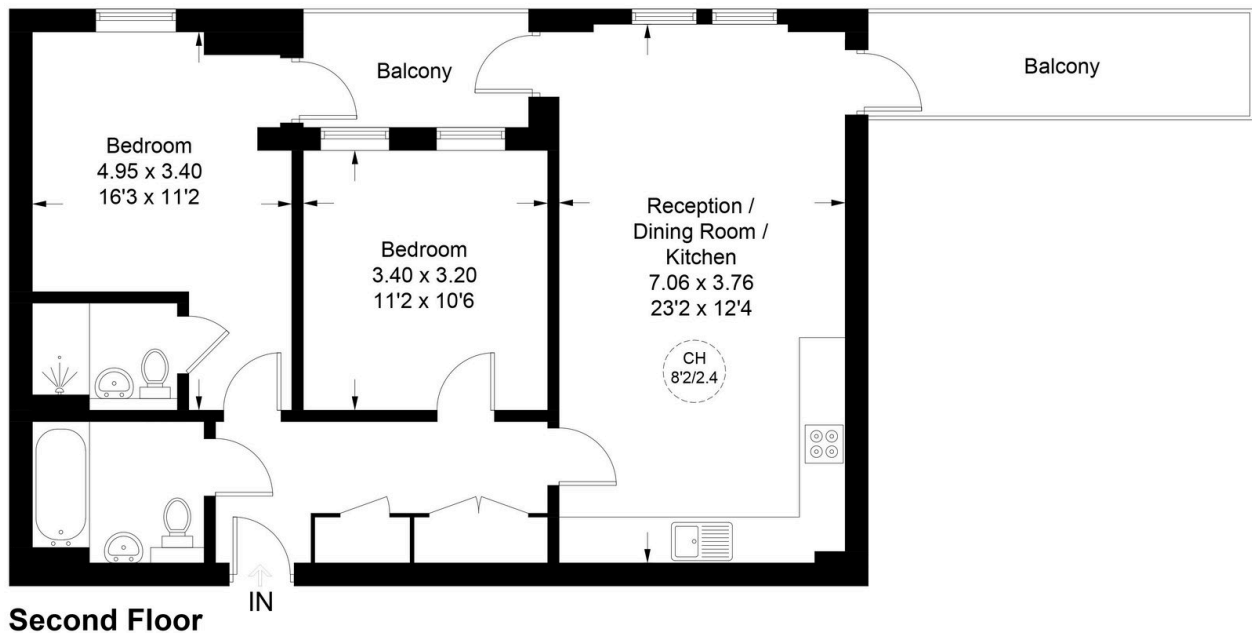 Balcony
Balcony
Bedroom
4.95 x 3.40
16'3 x 11'2
Bedroom
3.40 x 3.20
11'2 x 10'6
Reception /
Dining Room /
Kitchen
7.06 x 3.76
23'2 x 12'4
CH
8'2/2.4
IN
Second Floor